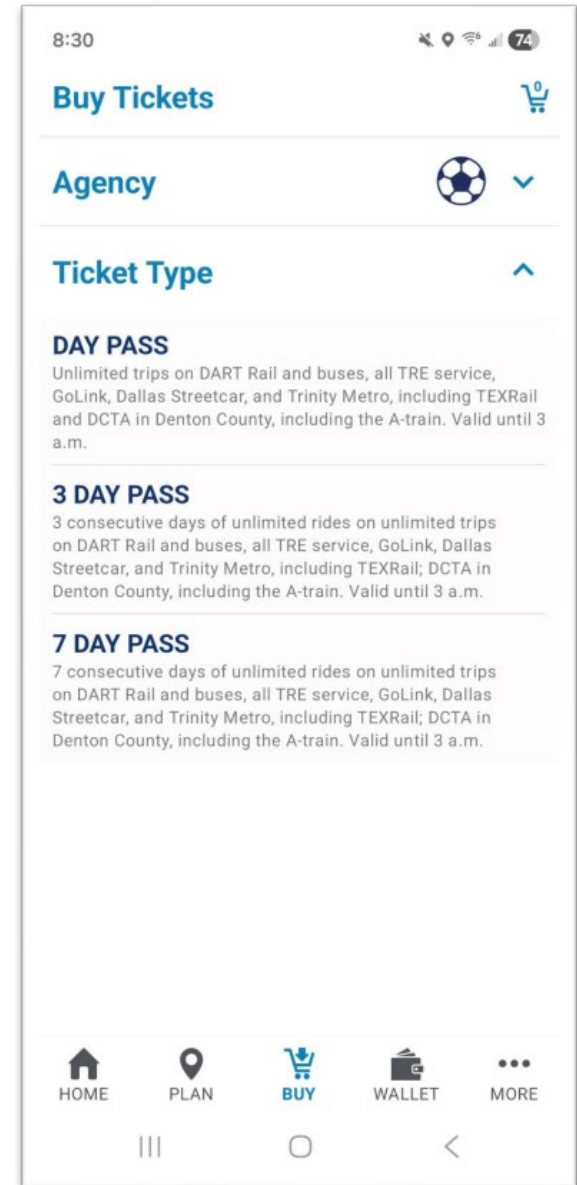 8:30
74
Buy Tickets
0
Agency
Ticket Type
DAY PASS
Unlimited trips on DART Rail and buses, all TRE service,
GoLink, Dallas Streetcar, and Trinity Metro, including TEXRail
and DCTA in Denton County, including the A-train. Valid until 3
a.m.
3 DAY PASS
3 consecutive days of unlimited rides on unlimited trips
on DART Rail and buses, all TRE service, GoLink, Dallas
Streetcar, and Trinity Metro, including TEXRail; DCTA in
Denton County, including the A-train. Valid until 3 a.m.
7 DAY PASS
7 consecutive days of unlimited rides on unlimited trips
on DART Rail and buses, all TRE service, GoLink, Dallas
Streetcar, and Trinity Metro, including TEXRail; DCTA in
Denton County, including the A-train. Valid until 3 a.m.
HOME PLAN BUY WALLET MORE